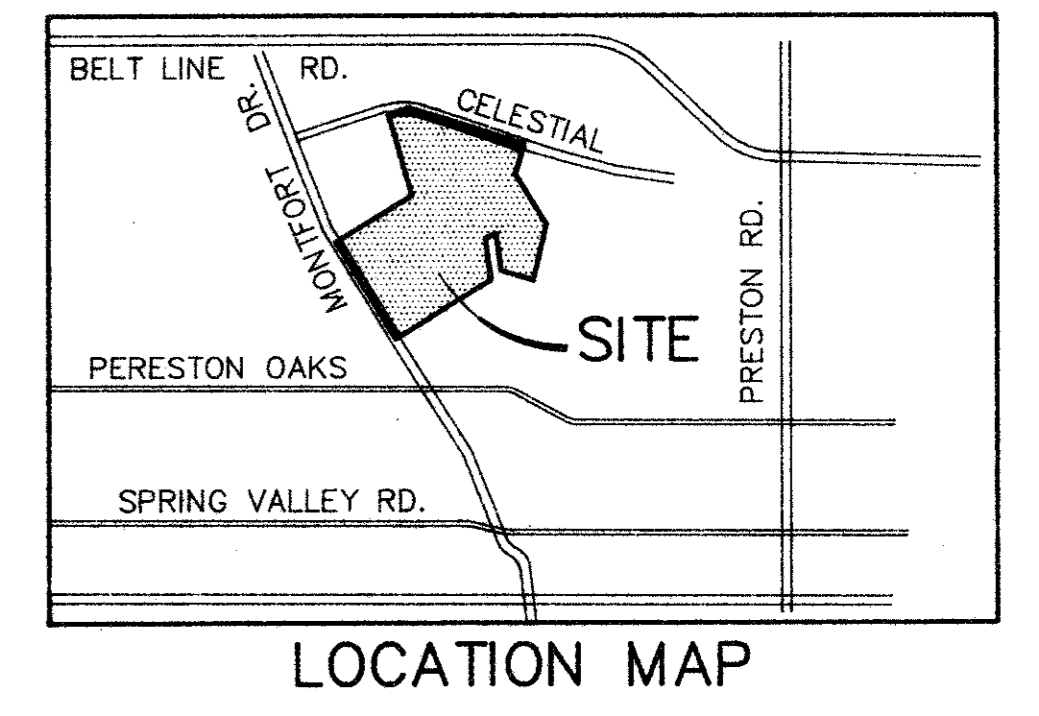 BELT LINE RD.
MONTFORT DR.
CELESTIAL
PRESTON RD.
SITE
PERESTON OAKS
SPRING VALLEY RD.
LOCATION MAP